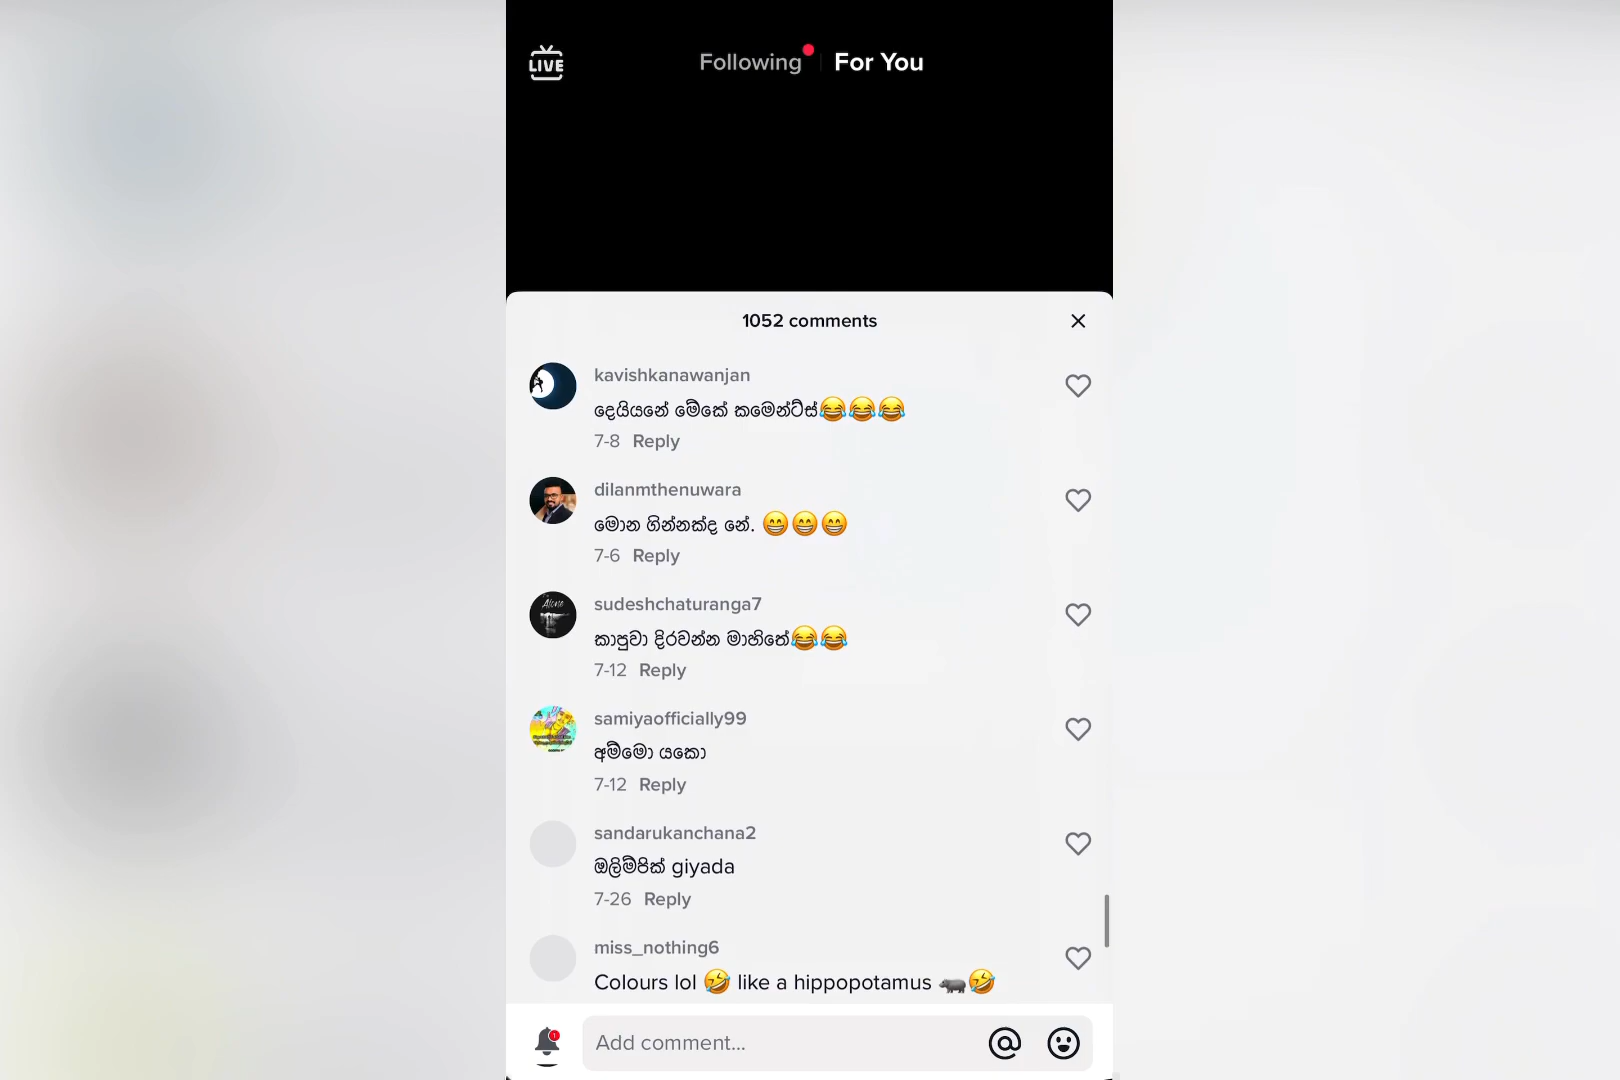 LIVE
Following
For You
1052 comments
kavishkanawanjan
දෙයියනේ මේකේ කමෙන්ට්ස්😂😂😂
7-8 Reply
dilanmthenuwara
මොන ගින්නක්ද නේ. 😁😁😁
7-6 Reply
Alone
sudeshchaturanga7
කාපුවා දිරවන්න මාහිතේ😂😂
7-12 Reply
samiyaofficially99
අම්මෝ යකෝ
7-12 Reply
sandarukanchana2
ඔලිම්පික් giyada
7-26 Reply
miss_nothing6
Colours lol 🤣 like a hippopotamus 🦛🤣
1
Add comment...